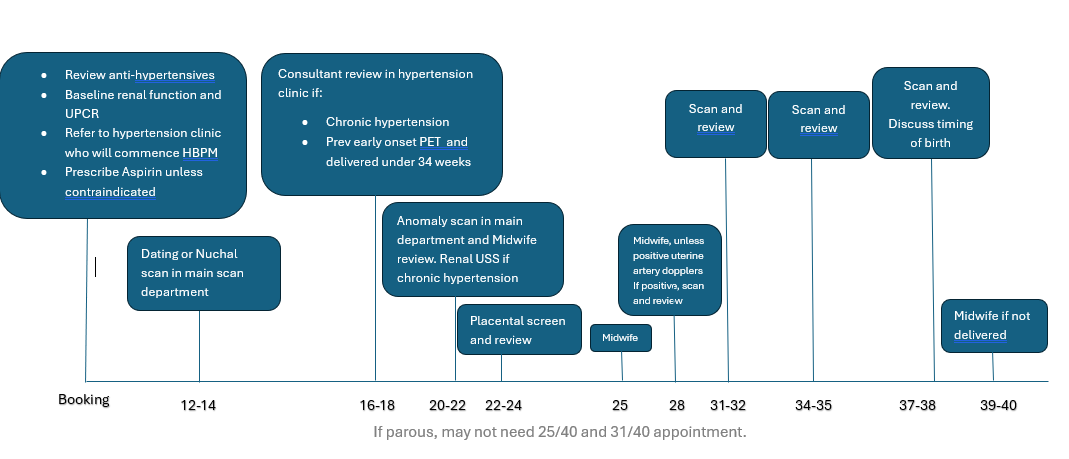 • Review anti-hypertensives
• Baseline renal function and
UPCR
• Refer to hypertension clinic
who will commence HBPM
• Prescribe Aspirin unless
contraindicated
Dating or Nuchal
scan in main scan
department
Consultant review in hypertension
clinic if:
• Chronic hypertension
• Prev early onset PET and
delivered under 34 weeks
Anomaly scan in main
department and Midwife
review. Renal USS if
chronic hypertension
Placental screen
and review
Midwife
Midwife, unless
positive uterine
artery dopplers
If positive, scan
and review
Scan and
review
Scan and
review
Scan and
review.
Discuss timing
of birth
Midwife if not
delivered
Booking
12-14
16-18
20-22
22-24
25
28
31-32
34-35
37-38
39-40
If parous, may not need 25/40 and 31/40 appointment.